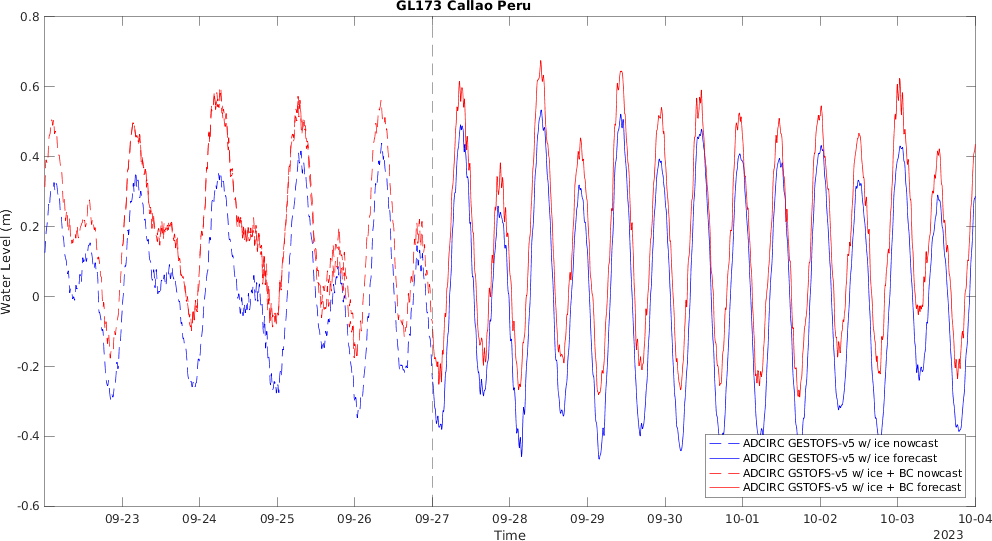 GL173 Callao Peru
0.8
0.6
0.4
0.2
0
-0.2
-0.4
-0.6
Water Level (m)
ADCIRC GESTOFS-v5 w/ ice nowcast
ADCIRC GESTOFS-v5 w/ ice forecast
ADCIRC GSTOFS-v5 w/ ice + BC nowcast
ADCIRC GSTOFS-v5 w/ ice + BC forecast
09-23 09-24 09-25 09-26 09-27 09-28 09-29 09-30 10-01 10-02 10-03 10-04
Time
2023